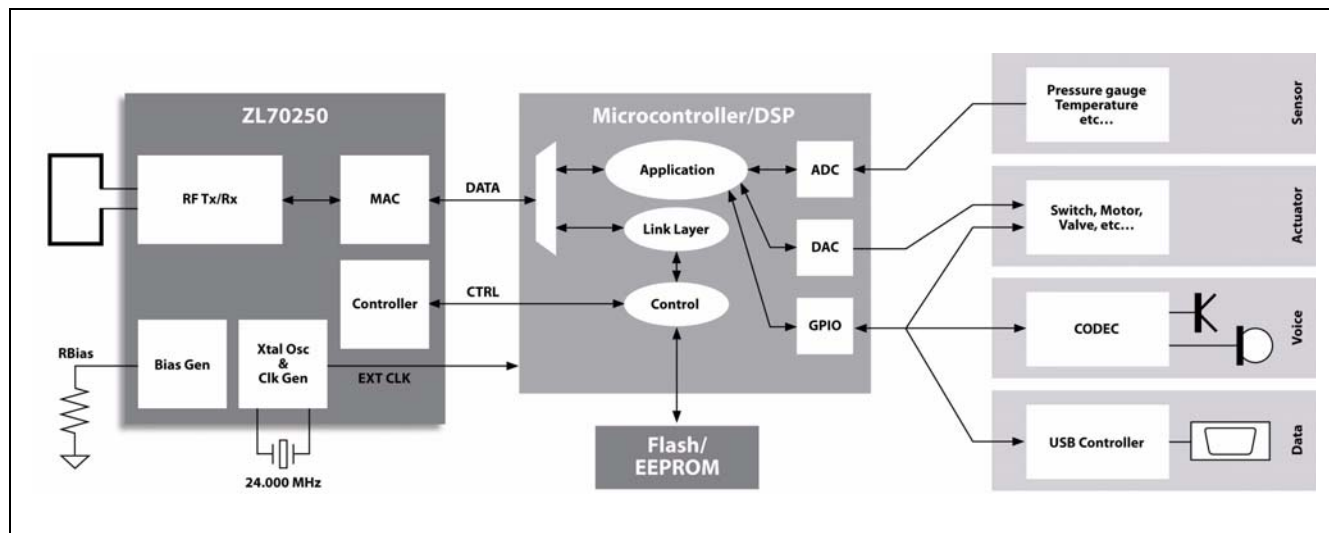 ZL70250
RF Tx/Rx
MAC
Controller
Bias Gen
Xtal Osc
&
Clk Gen
RBias
24.000 MHz
DATA
CTRL
EXT CLK
Microcontroller/DSP
Application
Link Layer
Control
ADC
DAC
GPIO
Flash/
EEPROM
Pressure gauge
Temperature
etc...
Sensor
Switch, Motor,
Valve, etc...
Actuator
CODEC
Voice
USB Controller
Data